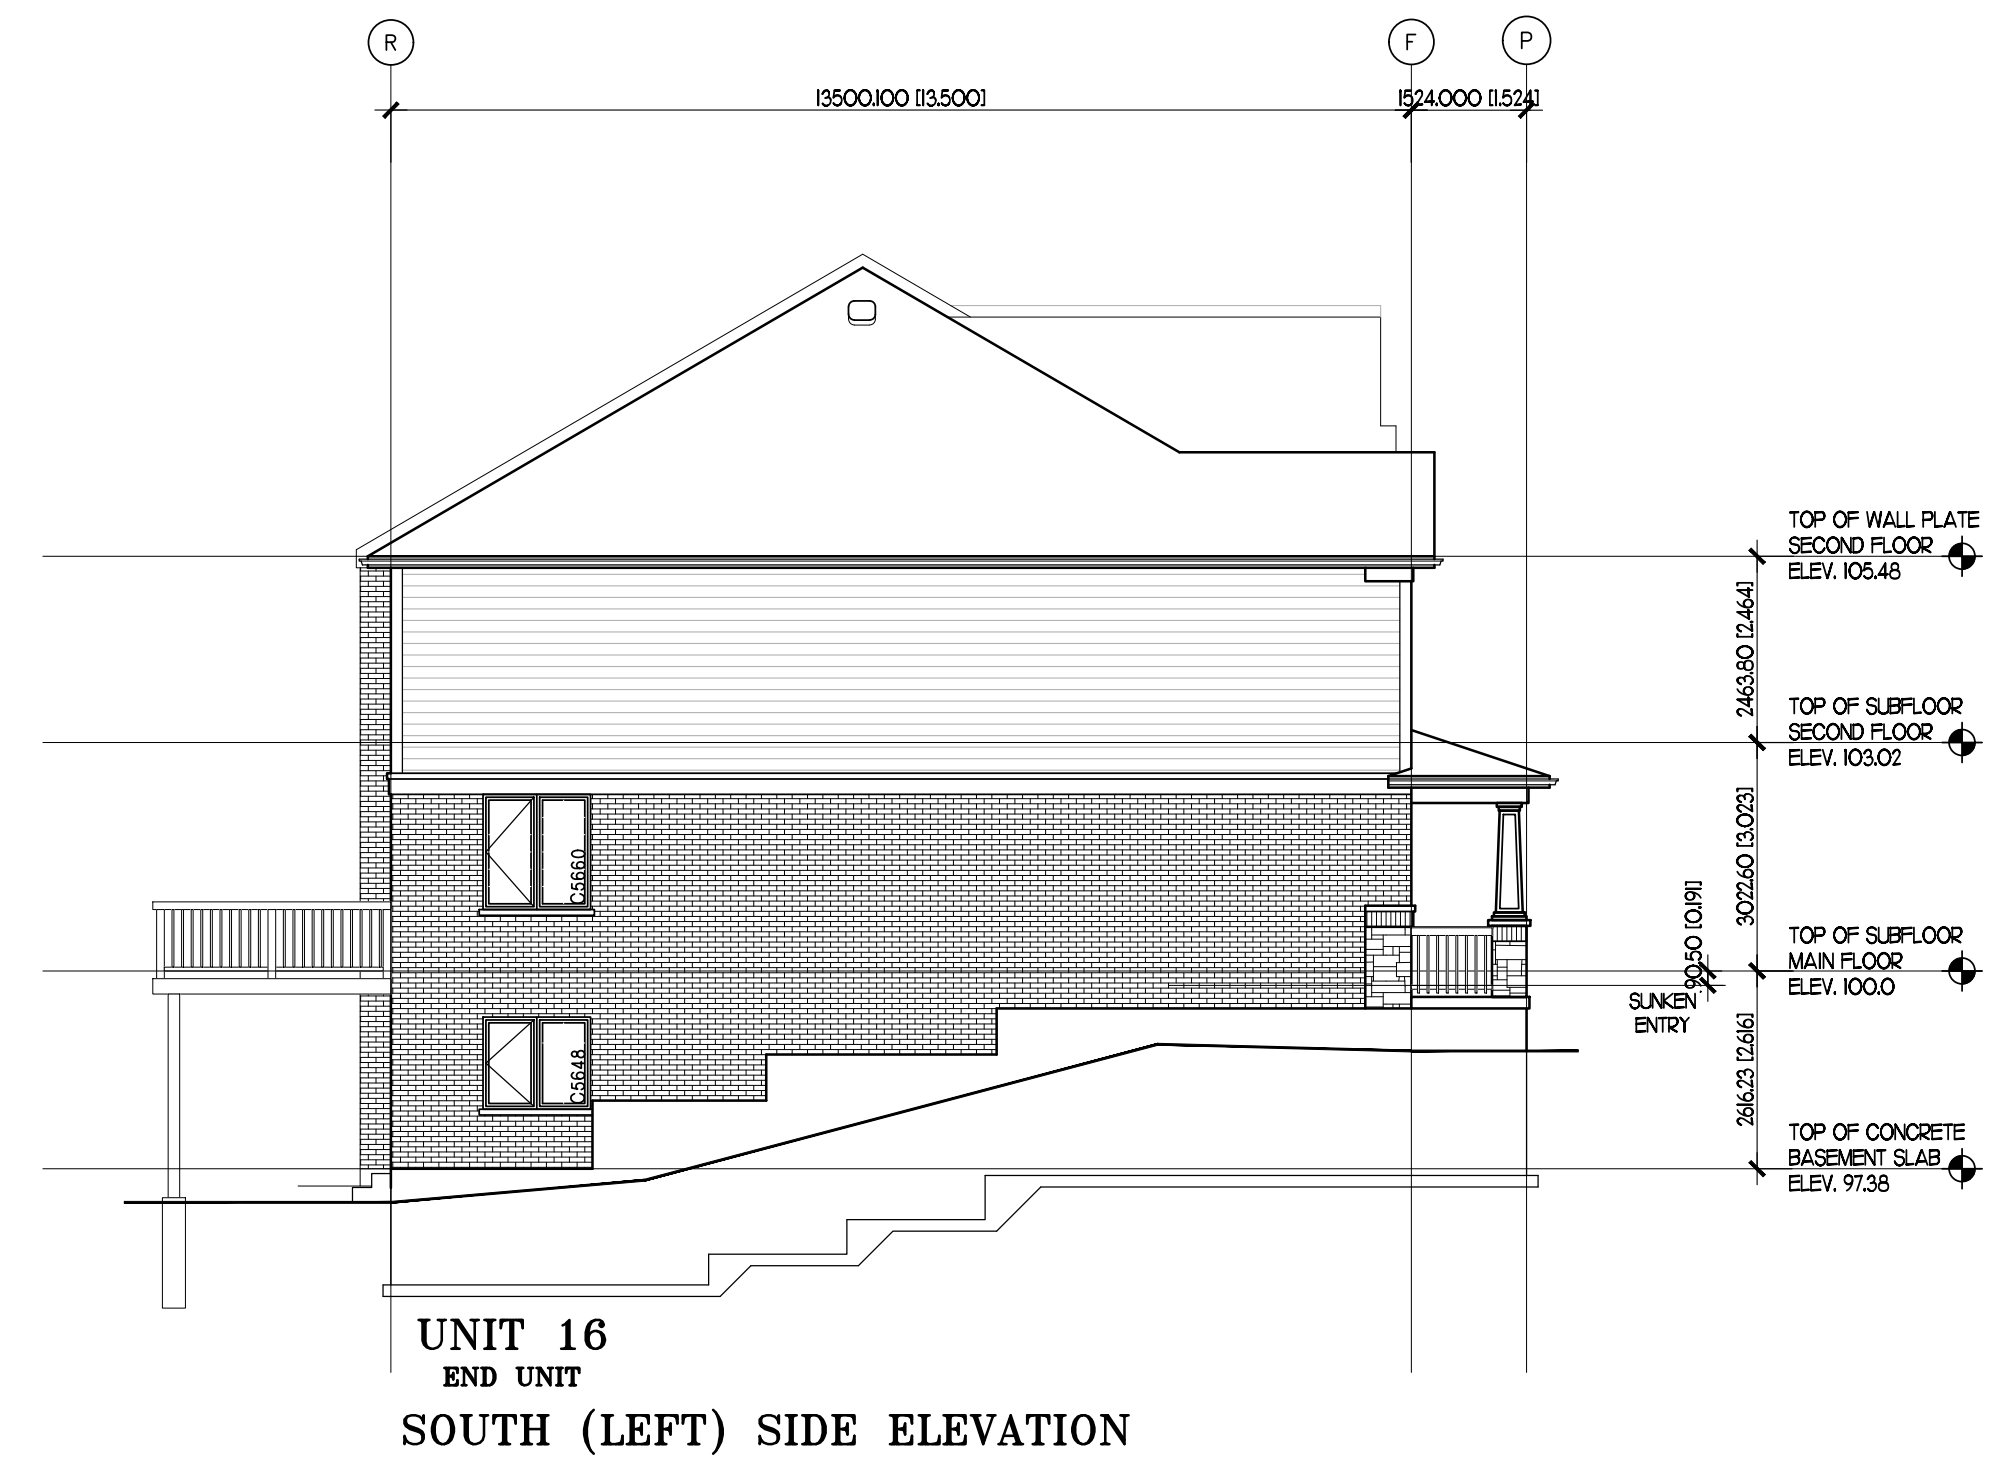 R
F
P
13500.100 [13.500]
1524.000 [1.524]
TOP OF WALL PLATE
SECOND FLOOR
ELEV. 105.48
2463.80 [2.464]
TOP OF SUBFLOOR
SECOND FLOOR
ELEV. 103.02
3022.60 [3.023]
C5660
TOP OF SUBFLOOR
MAIN FLOOR
ELEV. 100.0
90.50 [0.191]
SUNKEN
ENTRY
2616.23 [2.616]
C5648
TOP OF CONCRETE
BASEMENT SLAB
ELEV. 97.38
UNIT 16
END UNIT
SOUTH (LEFT) SIDE ELEVATION